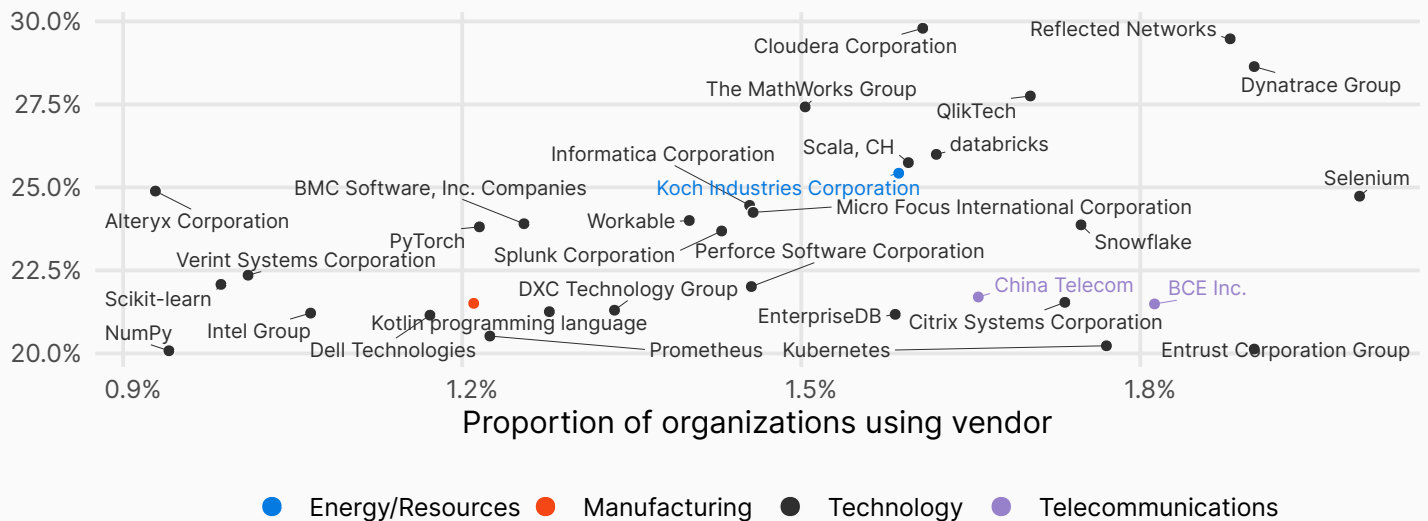 30.0%
Reflected Networks
Cloudera Corporation
Dynatrace Group
The MathWorks Group
27.5%
QlikTech
Scala, CH
databricks
Informatica Corporation
25.0%
BMC Software, Inc. Companies
Koch Industries Corporation
Selenium
Alteryx Corporation
Workable
Micro Focus International Corporation
PyTorch
Snowflake
Splunk Corporation
Perforce Software Corporation
Verint Systems Corporation
22.5%
DXC Technology Group
China Telecom
BCE Inc.
Scikit-learn
EnterpriseDB
Citrix Systems Corporation
Intel Group
Kotlin programming language
NumPy
20.0%
Dell Technologies
Prometheus
Kubernetes
Entrust Corporation Group
0.9%
1.2%
1.5%
1.8%
Proportion of organizations using vendor
Energy/Resources
Manufacturing
Technology
Telecommunications